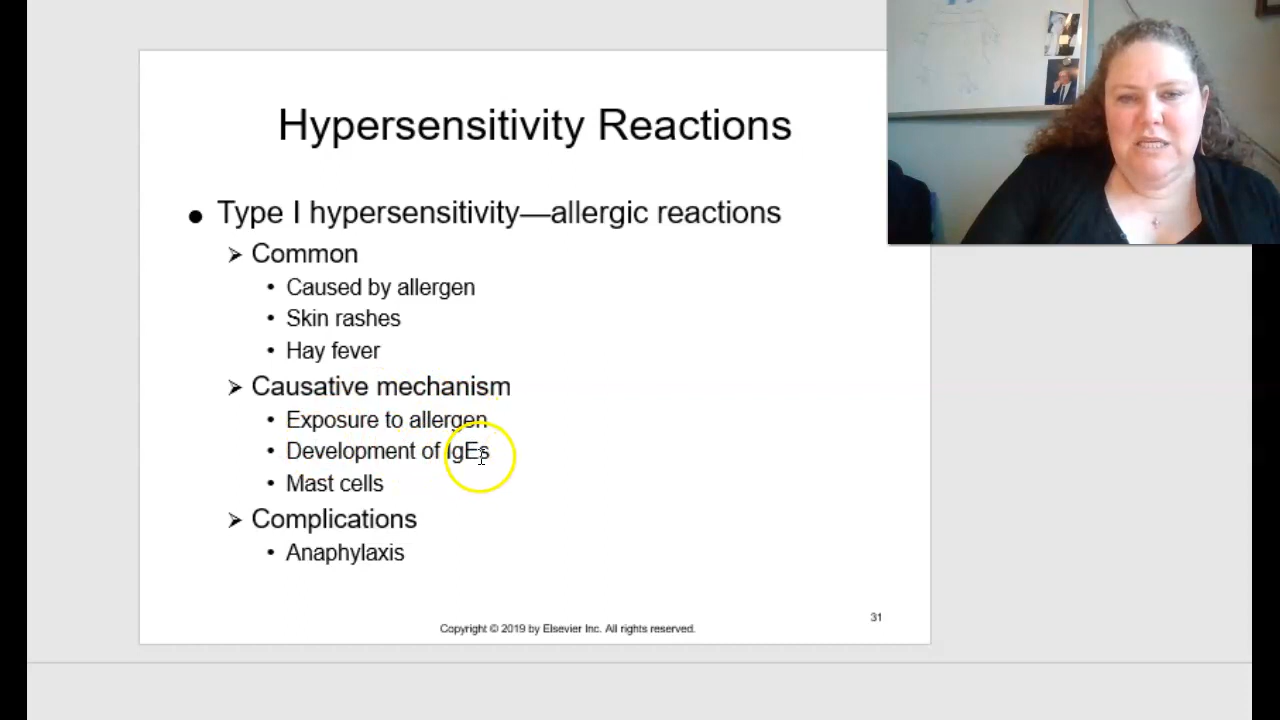 Hypersensitivity Reactions
● Type I hypersensitivity—allergic reactions
➢ Common
• Caused by allergen
• Skin rashes
• Hay fever
➢ Causative mechanism
• Exposure to allergen
• Development of IgEs
• Mast cells
➢ Complications
• Anaphylaxis
31
Copyright © 2019 by Elsevier Inc. All rights reserved.